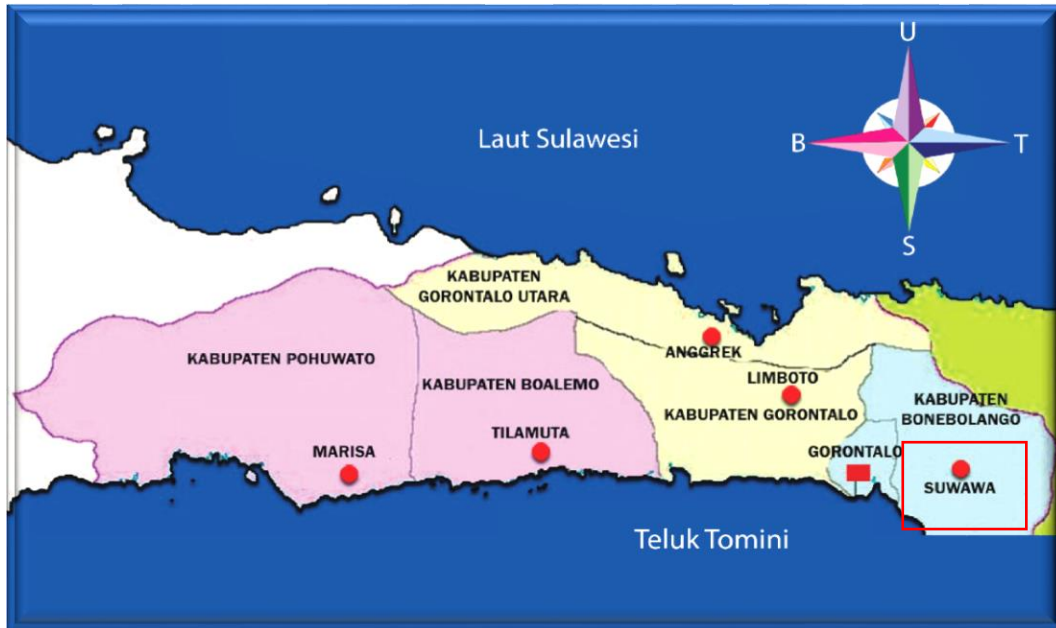 U
Laut Sulawesi
B
T
S
KABUPATEN
GORONTALO UTARA
ANGGREK
KABUPATEN POHUWATO
KABUPATEN BOALEMO
LIMBOTO
KABUPATEN GORONTALO
KABUPATEN
BONEBOLANGO
MARISA
TILAMUTA
GORONTALO
SUWAWA
Teluk Tomini